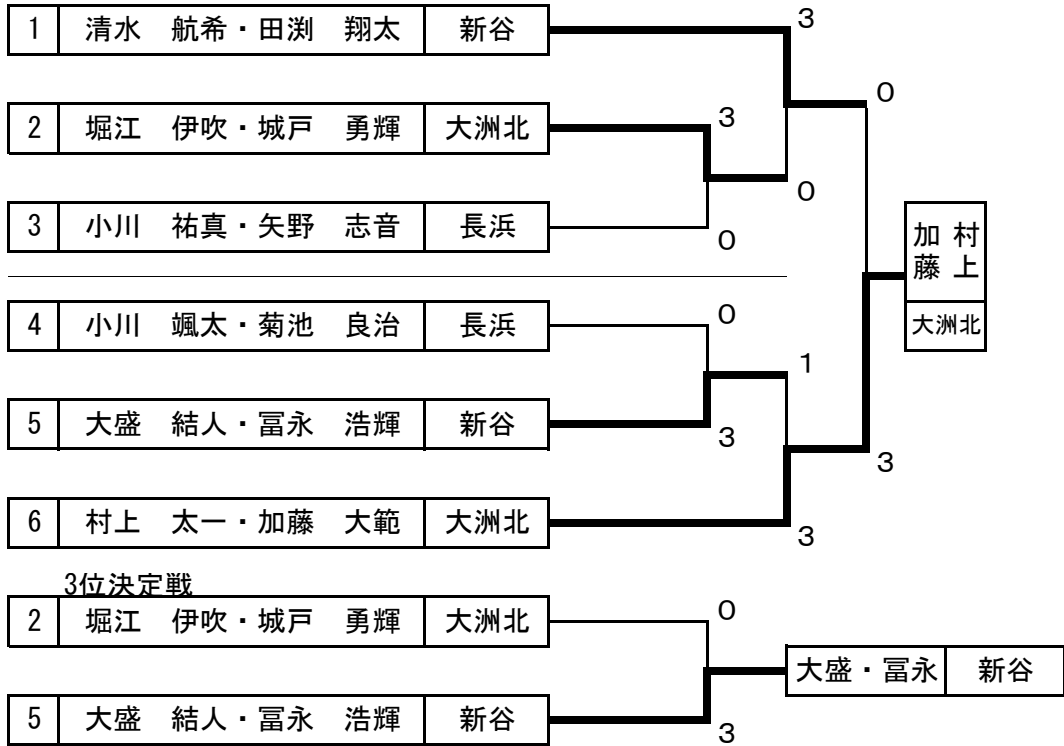 1 清水　航希・田渕　翔太 新谷
3
0
2 堀江　伊吹・城戸　勇輝 大洲北
3
0
3 小川　祐真・矢野　志音 長浜
0
加藤 村上
大洲北
4 小川　颯太・菊池　良治 長浜
0
1
5 大盛　結人・冨永　浩輝 新谷
3
3
6 村上　太一・加藤　大範 大洲北
3
3位決定戦
2 堀江　伊吹・城戸　勇輝 大洲北
0
大盛・冨永 新谷
5 大盛　結人・冨永　浩輝 新谷
3